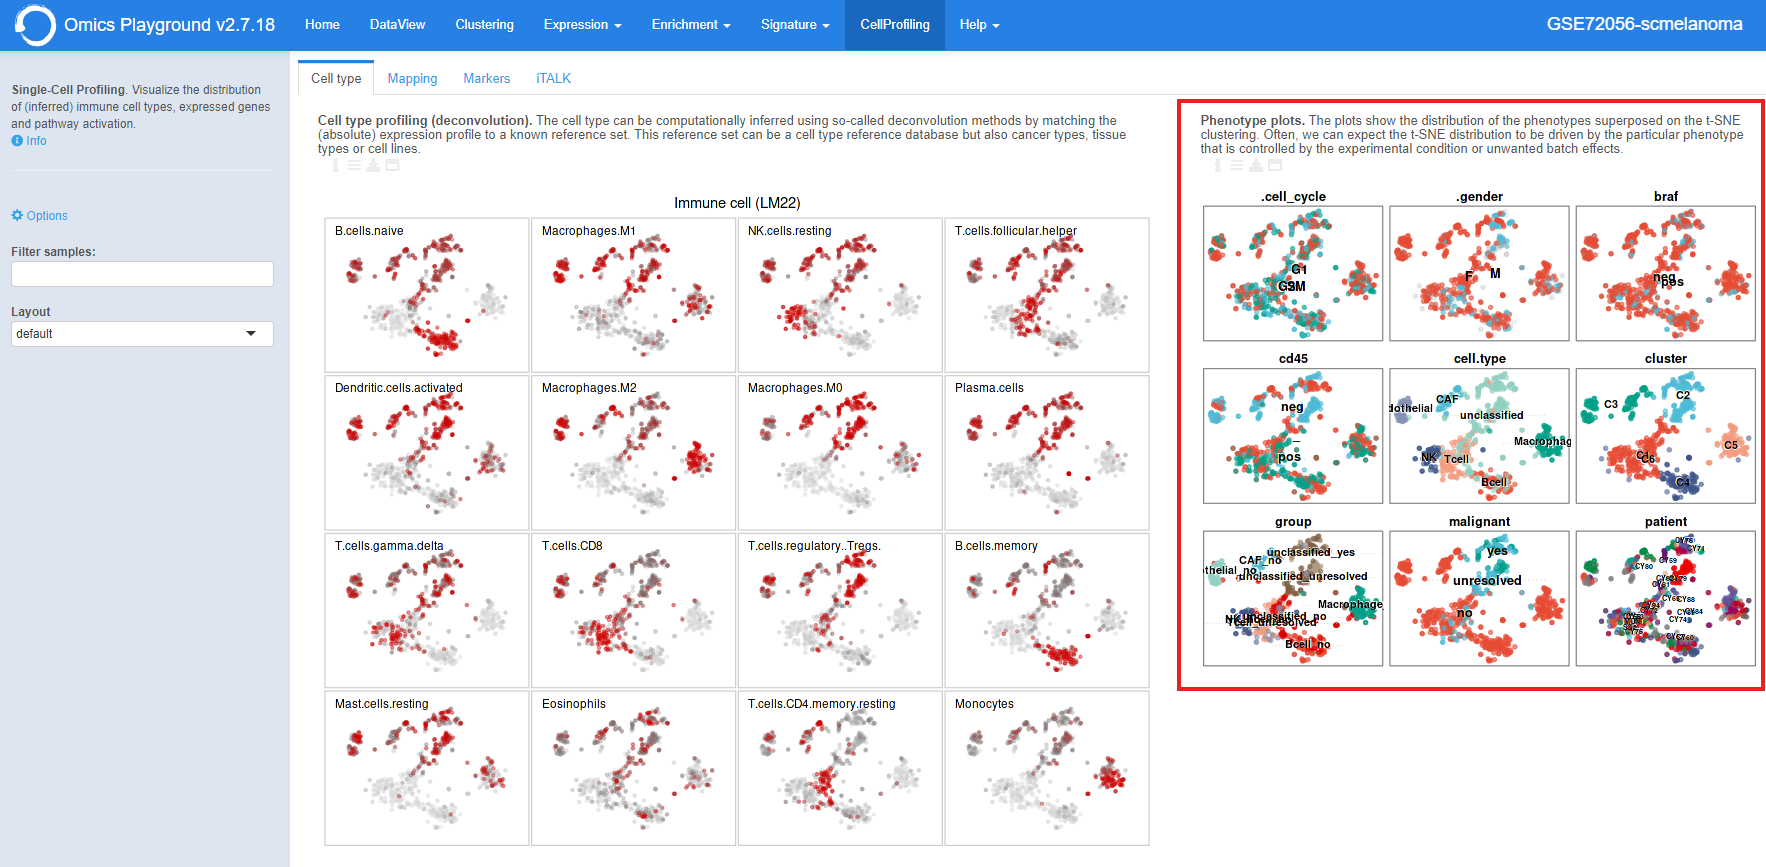 Omics Playground v2.7.18
Home
DataView
Clustering
Expression
Enrichment
Signature
CellProfiling
Help
GSE72056-scmelanoma
Single-Cell Profiling. Visualize the distribution
of (inferred) immune cell types, expressed genes
and pathway activation.
Info
Options
Filter samples:
Layout
default
Cell type
Mapping
Markers
iTALK
Cell type profiling (deconvolution). The cell type can be computationally inferred using so-called deconvolution methods by matching the
(absolute) expression profile to a known reference set. This reference set can be a cell type reference database but also cancer types, tissue
types or cell lines.
Immune cell (LM22)
B.cells.naive
Macrophages.M1
NK.cells.resting
T.cells.follicular.helper
Dendritic.cells.activated
Macrophages.M2
Macrophages.M0
Plasma.cells
T.cells.gamma.delta
T.cells.CD8
T.cells.regulatory..Tregs.
B.cells.memory
Mast.cells.resting
Eosinophils
T.cells.CD4.memory.resting
Monocytes
Phenotype plots. The plots show the distribution of the phenotypes superposed on the t-SNE
clustering. Often, we can expect the t-SNE distribution to be driven by the particular phenotype
that is controlled by the experimental condition or unwanted batch effects.
.cell_cycle
.gender
braf
G1
F
M
neg
pos
cd45
cell.type
cluster
neg
–
pos
dothelial
CAF
unclassified
Macrophag
NK
Tcell
Bcell
C3
C2
C5
C6
C4
group
malignant
patient
unclassified_yes
CAF_no
thelial_no
unclassified_unresolved
Macrophage
unclassified_no
Bcell_no
yes
unresolved
no
CY80
CY59
CY88
CY84
CY74